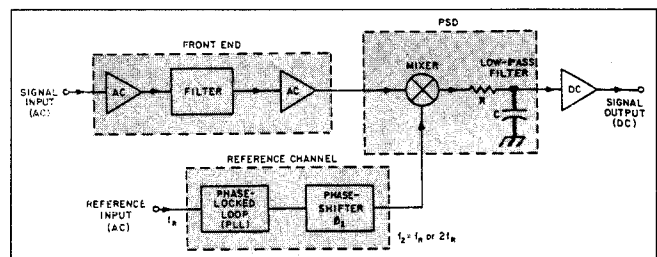 PSD
FRONT END
MIXER
LOW-PASS
FILTER
AC
FILTER
AC
DC
SIGNAL
INPUT
(AC)
R
C
SIGNAL
OUTPUT
(DC)
REFERENCE CHANNEL
PHASE-
LOCKED
LOOP
(PLL)
PHASE-
SHIFTER
REFERENCE
INPUT
(AC)
f_R
f_2 = f_R or 2f_R